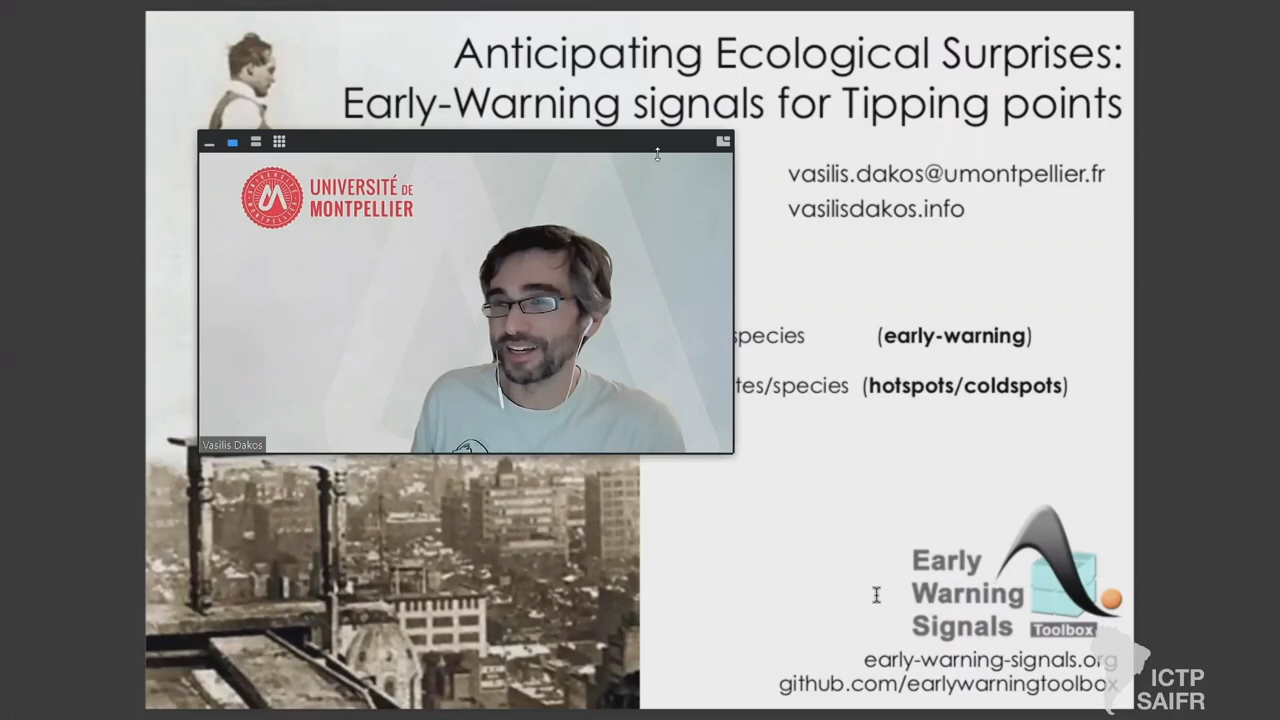 Anticipating Ecological Surprises:
Early-Warning signals for Tipping points
vasilis.dakos@umontpellier.fr
vasilisdakos.info
UNIVERSITÉ DE
MONTPELLIER
species (early-warning)
tes/species (hotspots/coldspots)
Vasilis Dakos
Early
Warning
Signals
Toolbox
early-warning-signals.org
github.com/earlywarningtoolbox
ICTP
SAIFR